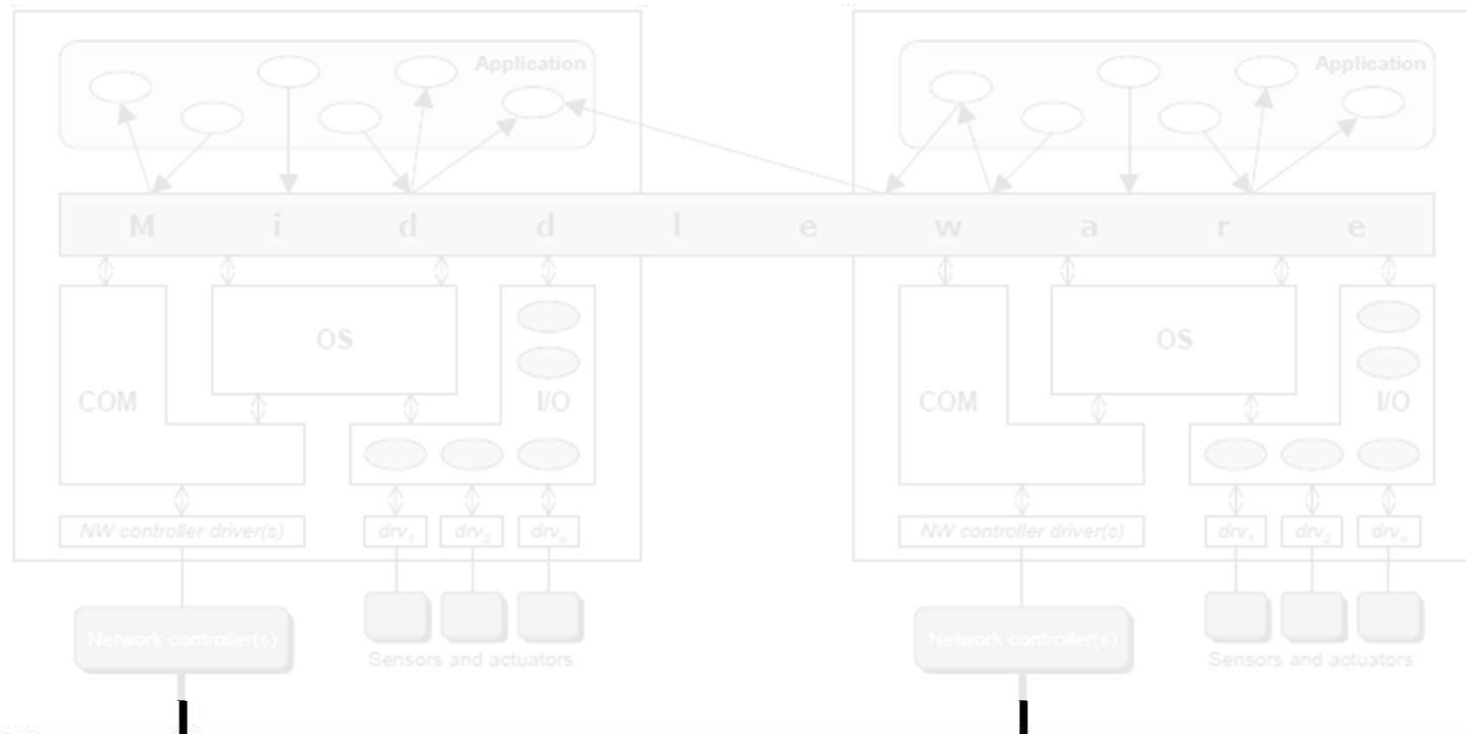 Application
Application
M i d d l e w a r e
OS
OS
COM
I/O
COM
I/O
NW controller driver(s)
drv1
drv2
drvn
NW controller driver(s)
drv1
drv2
drvn
Network controller(s)
Network controller(s)
Sensors and actuators
Sensors and actuators